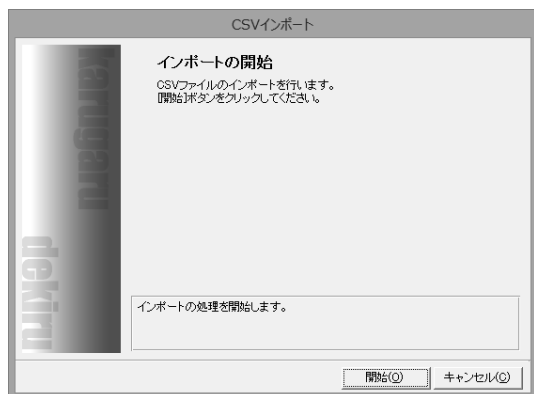 CSVインポート
インポートの開始
CSVファイルのインポートを行います。
[開始]ボタンをクリックしてください。
karugaru
dekiru
インポートの処理を開始します。
開始(O)
キャンセル(C)